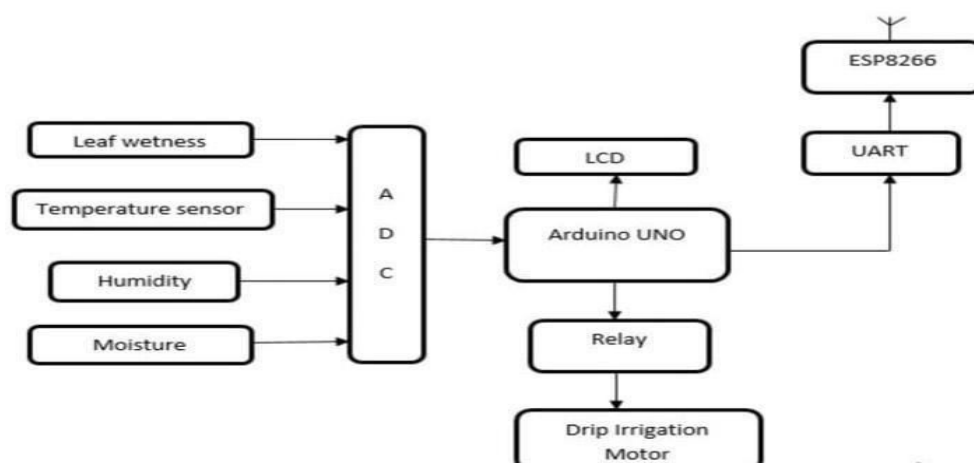 ESP8266
Leaf wetness
LCD
UART
Temperature sensor
A
D
C
Arduino UNO
Humidity
Moisture
Relay
Drip Irrigation
Motor